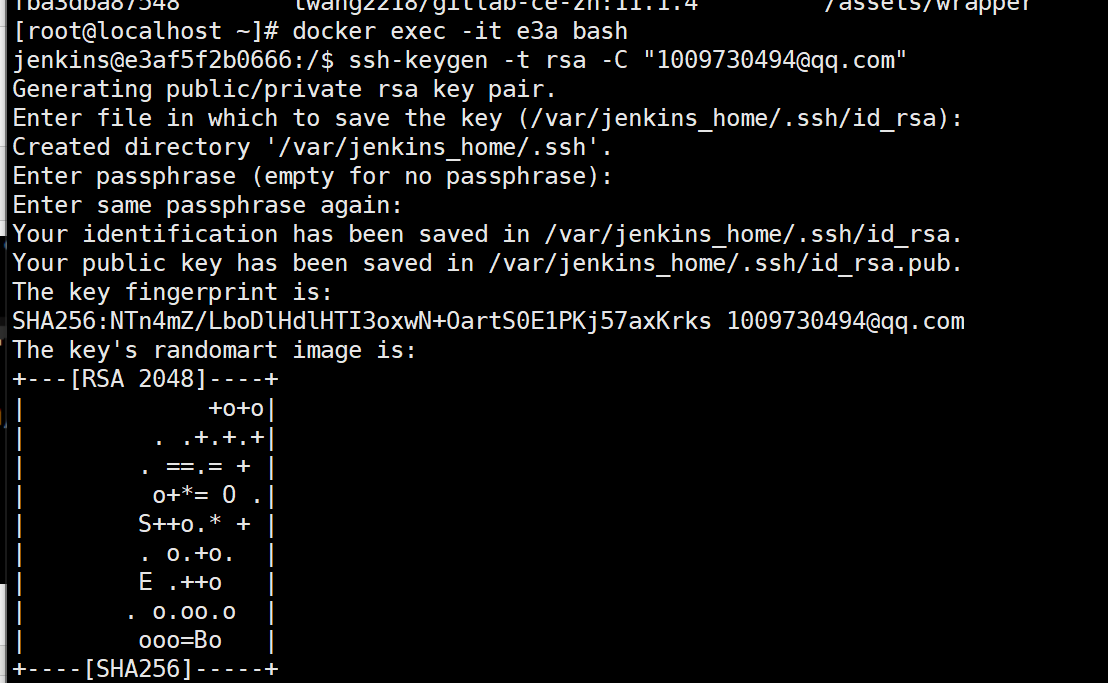 fba3dba87548        twang2218/gitlab-ce-zh:11.1.4         "/assets/wrapper
[root@localhost ~]# docker exec -it e3a bash
jenkins@e3af5f2b0666:/$ ssh-keygen -t rsa -C "1009730494@qq.com"
Generating public/private rsa key pair.
Enter file in which to save the key (/var/jenkins_home/.ssh/id_rsa):
Created directory '/var/jenkins_home/.ssh'.
Enter passphrase (empty for no passphrase):
Enter same passphrase again:
Your identification has been saved in /var/jenkins_home/.ssh/id_rsa.
Your public key has been saved in /var/jenkins_home/.ssh/id_rsa.pub.
The key fingerprint is:
SHA256:NTn4mZ/LboDlHdlHTI3oxwN+OartS0E1PKj57axKrks 1009730494@qq.com
The key's randomart image is:
+---[RSA 2048]----+
|             +o+o|
|         . .+.+.+|
|        . ==.= + |
|         o+*= O .|
|        S++o.* + |
|        . o.+o.  |
|        E .++o   |
|       . o.oo.o  |
|        ooo=Bo   |
+----[SHA256]-----+